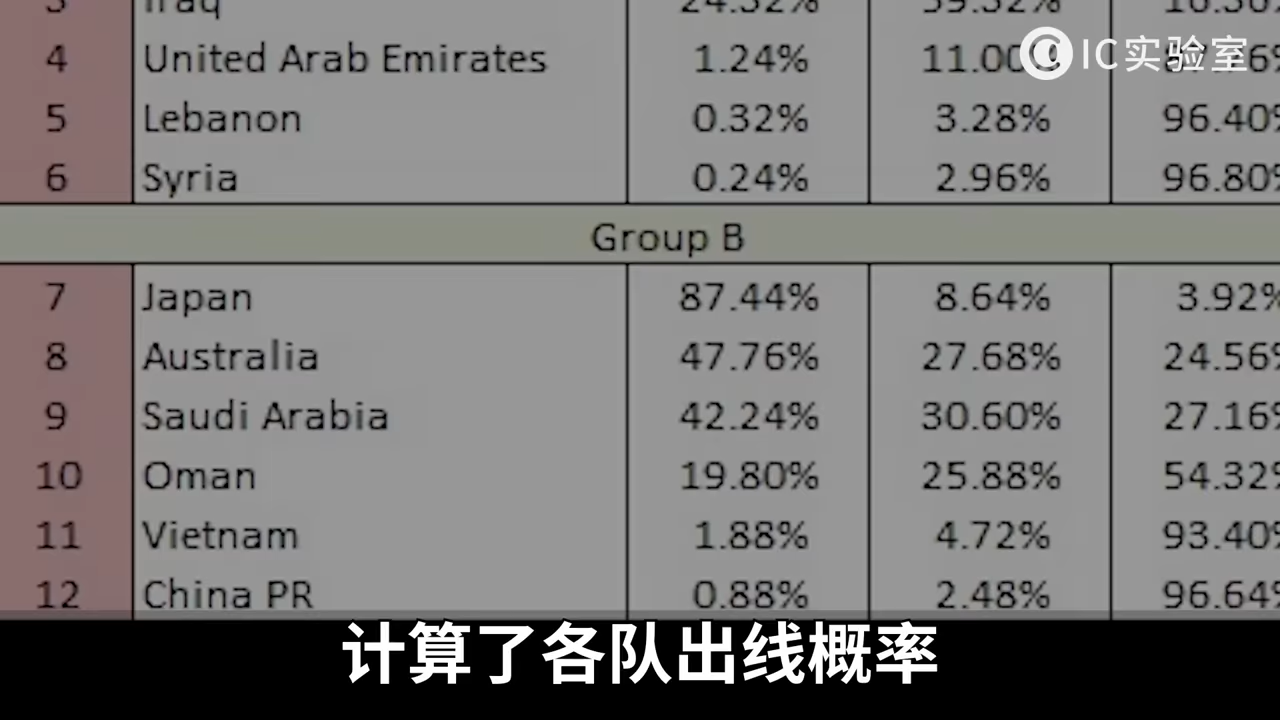 4 United Arab Emirates 1.24% 11.00%
IC实验室
5 Lebanon 0.32% 3.28% 96.40%
6 Syria 0.24% 2.96% 96.80%
Group B
7 Japan 87.44% 8.64% 3.92%
8 Australia 47.76% 27.68% 24.56%
9 Saudi Arabia 42.24% 30.60% 27.16%
10 Oman 19.80% 25.88% 54.32%
11 Vietnam 1.88% 4.72% 93.40%
12 China PR 0.88% 2.48% 96.64%
计算了各队出线概率